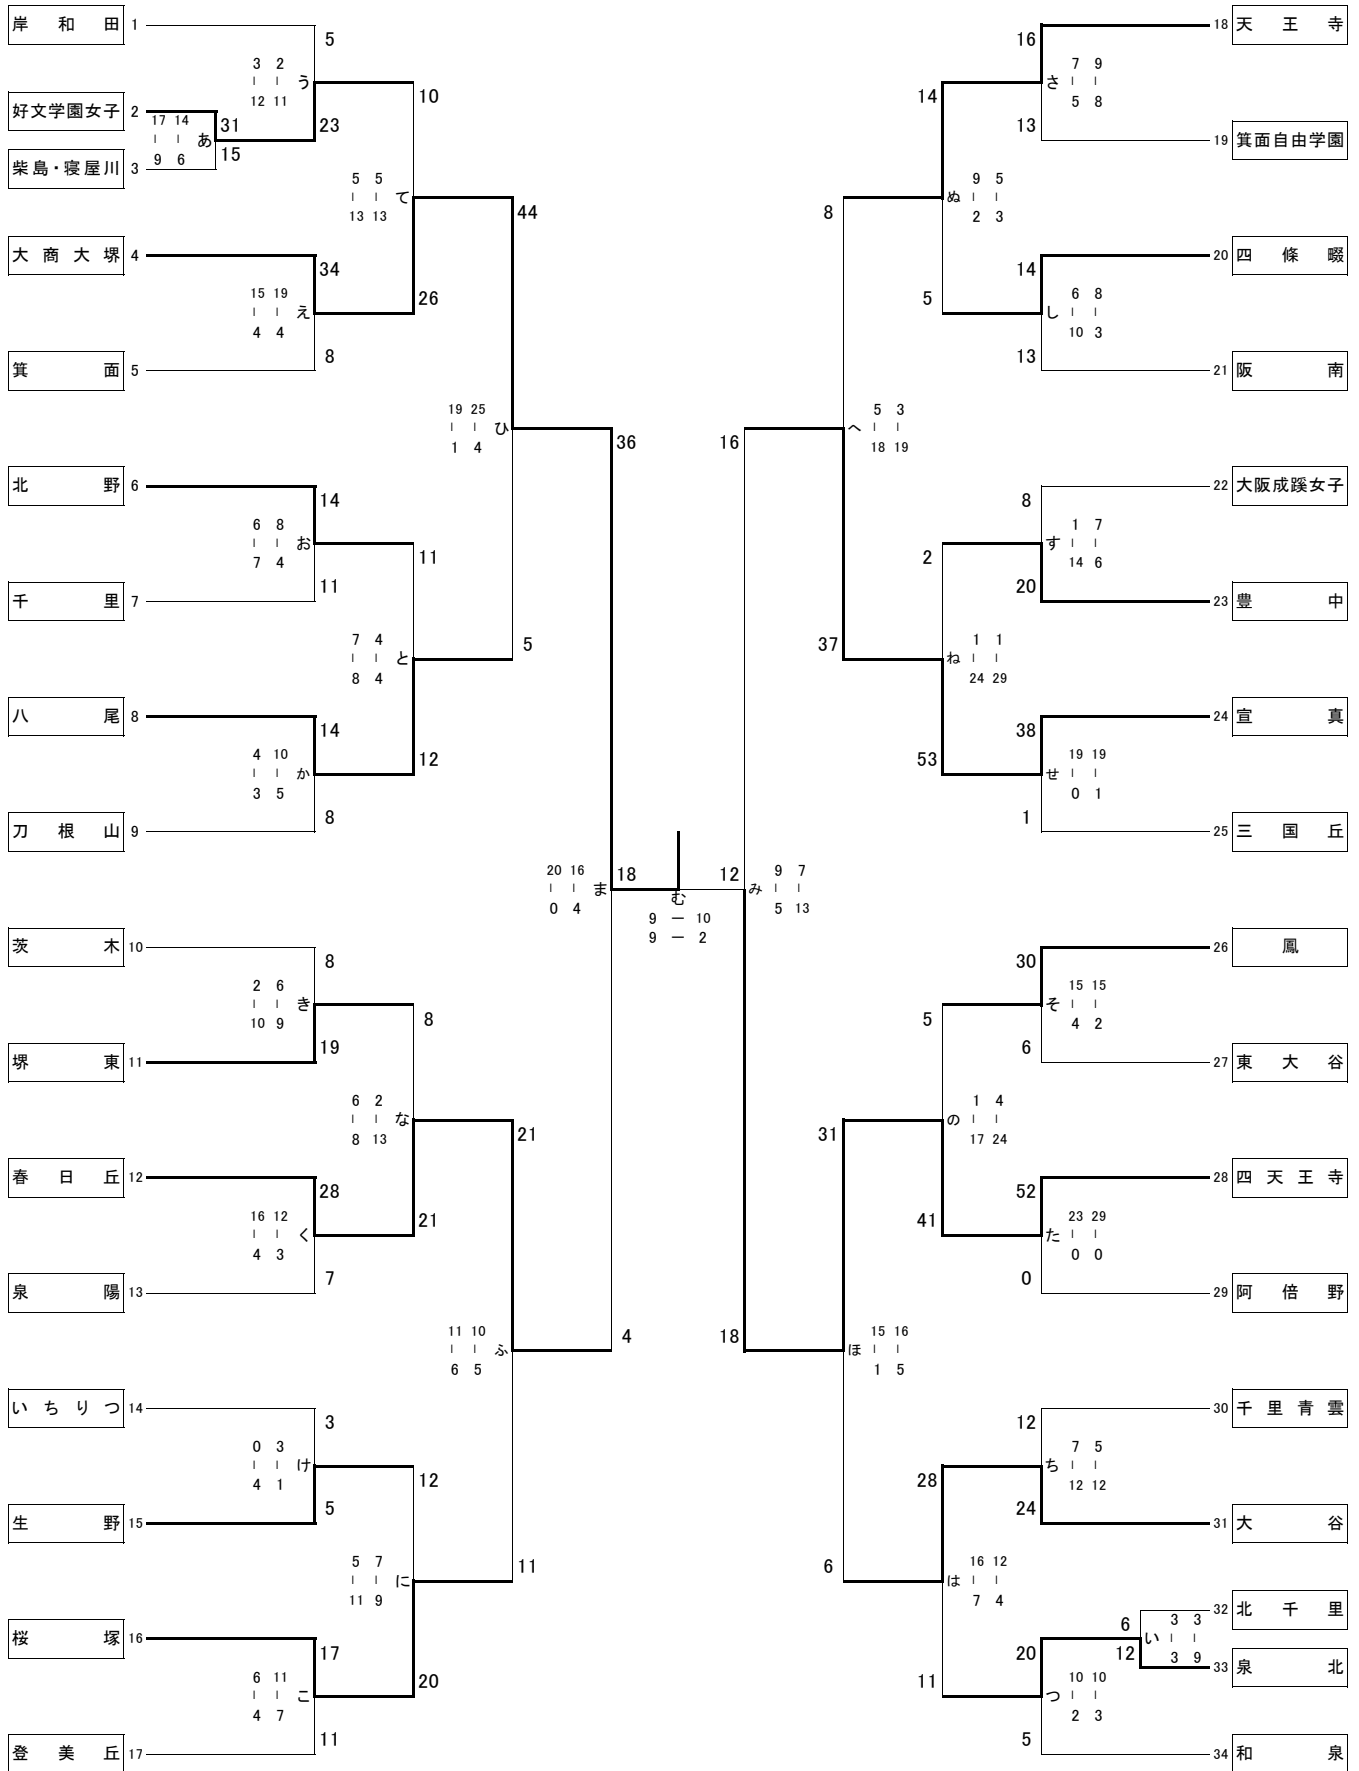 岸和田 1 5 16 18 天王寺
3 2 う 7 9 さ
12 11 5 8
好文学園女子 2 10 14
17 14 あ 31 23 13 19 箕面自由学園
9 6 15
柴島・寝屋川 3
5 5 て 9 5 ぬ
13 13 2 3
44 8
大商大堺 4 34 14 20 四條畷
15 19 え 26 5 6 8 し
4 4 10 3
箕面 5 8 13 21 阪南
19 25 ひ 5 3 へ
1 4 18 19
36 16
北野 6 14 8 22 大阪成蹊女子
6 8 お 1 7 す
7 4 14 6
11 2
千里 7 11 20 23 豊中
7 4 と 5 37 1 1 ね
8 4 24 29
八尾 8 14 38 24 宣真
4 10 か 12 53 19 19 せ
3 5 0 1
刀根山 9 8 1 25 三国丘
20 16 ま 18 12 9 7 み
0 4 5 13
む
9 ー 10
9 ー 2
茨木 10 8 30 26 鳳
2 6 き 15 15 そ
10 9 4 2
8 5
堺東 11 19 6 27 東大谷
6 2 な 1 4 の
8 13 17 24
21 31
春日丘 12 28 52 28 四天王寺
16 12 く 21 41 23 29 た
4 3 0 0
泉陽 13 7 0 29 阿倍野
11 10 ふ 4 18 15 16 ほ
6 5 1 5
いちりつ 14 3 12 30 千里青雲
0 3 け 7 5 ち
4 1 12 12
12 28
生野 15 5 24 31 大谷
5 7 に 11 6 16 12 は
11 9 7 4
32 北千里
6 3 3 い
桜塚 16 17 20 12 3 9 33 泉北
6 11 こ 20 11 10 10 つ
4 7 2 3
登美丘 17 11 5 34 和泉